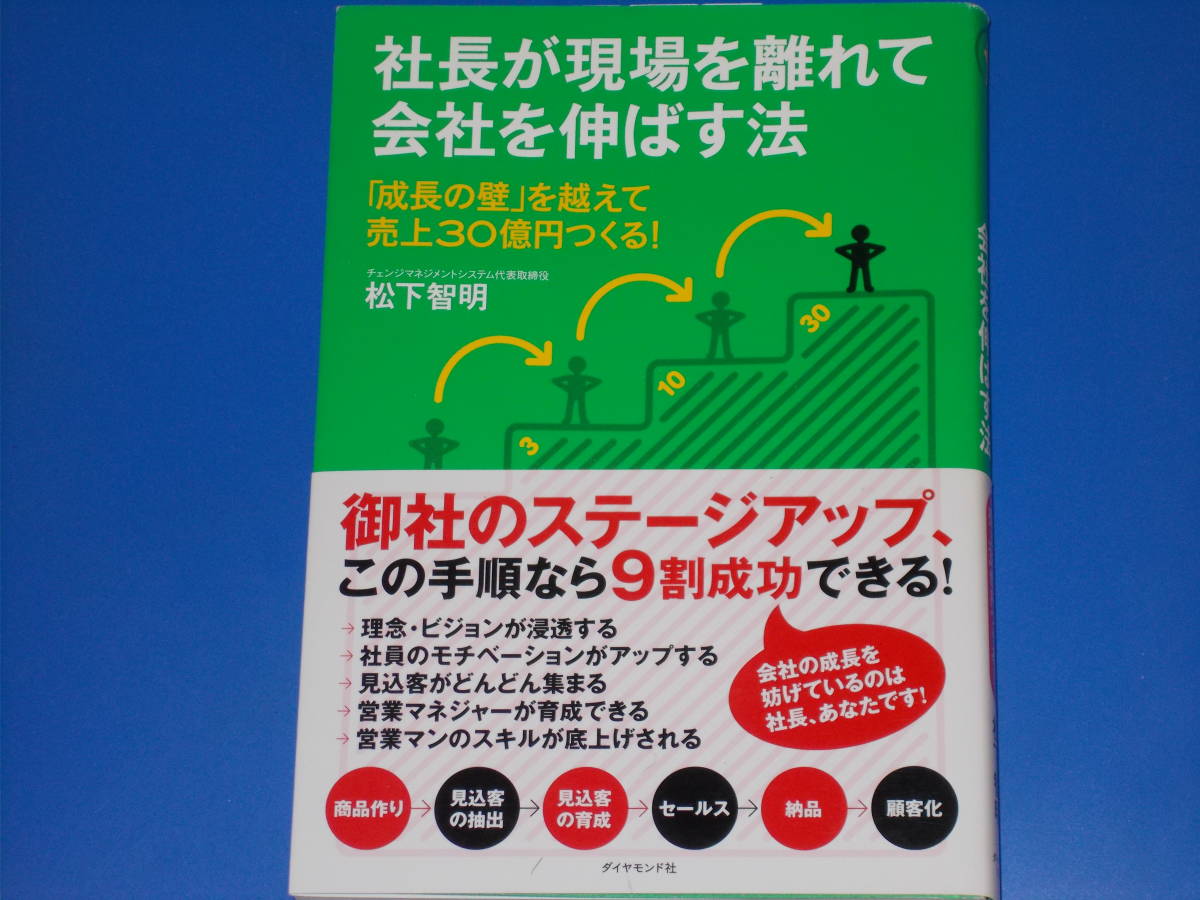 社長が現場を離れて
会社を伸ばす法
「成長の壁」を越えて
売上30億円つくる!
チェンジマネジメントシステム代表取締役
松下智明
30
10
3
御社のステージアップ、
この手順なら9割成功できる!
→ 理念・ビジョンが浸透する
→ 社員のモチベーションがアップする
→ 見込客がどんどん集まる
→ 営業マネジャーが育成できる
→ 営業マンのスキルが底上げされる
会社の成長を
妨げているのは
社長、あなたです!
商品作り→見込客の抽出→見込客の育成→セールス→納品→顧客化
ダイヤモンド社